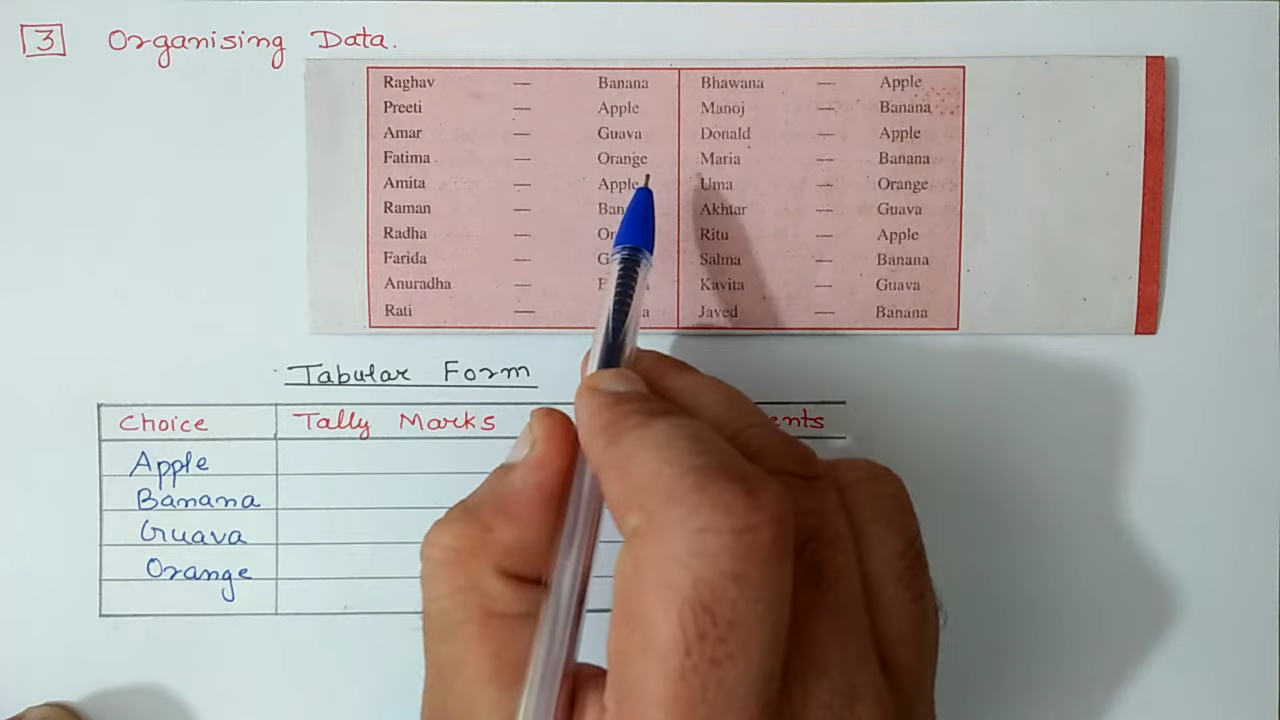 3 Organising Data.
Raghav — Banana Bhawana — Apple
Preeti — Apple Manoj — Banana
Amar — Guava Donald — Apple
Fatima — Orange Maria — Banana
Amita — Apple Uma — Orange
Raman — Akhtar — Guava
Radha — Ritu — Apple
Farida — Salma — Banana
Anuradha — Kavita — Guava
Rati — Javed — Banana
Tabular Form
Choice Tally Marks
Apple
Banana
Guava
Orange